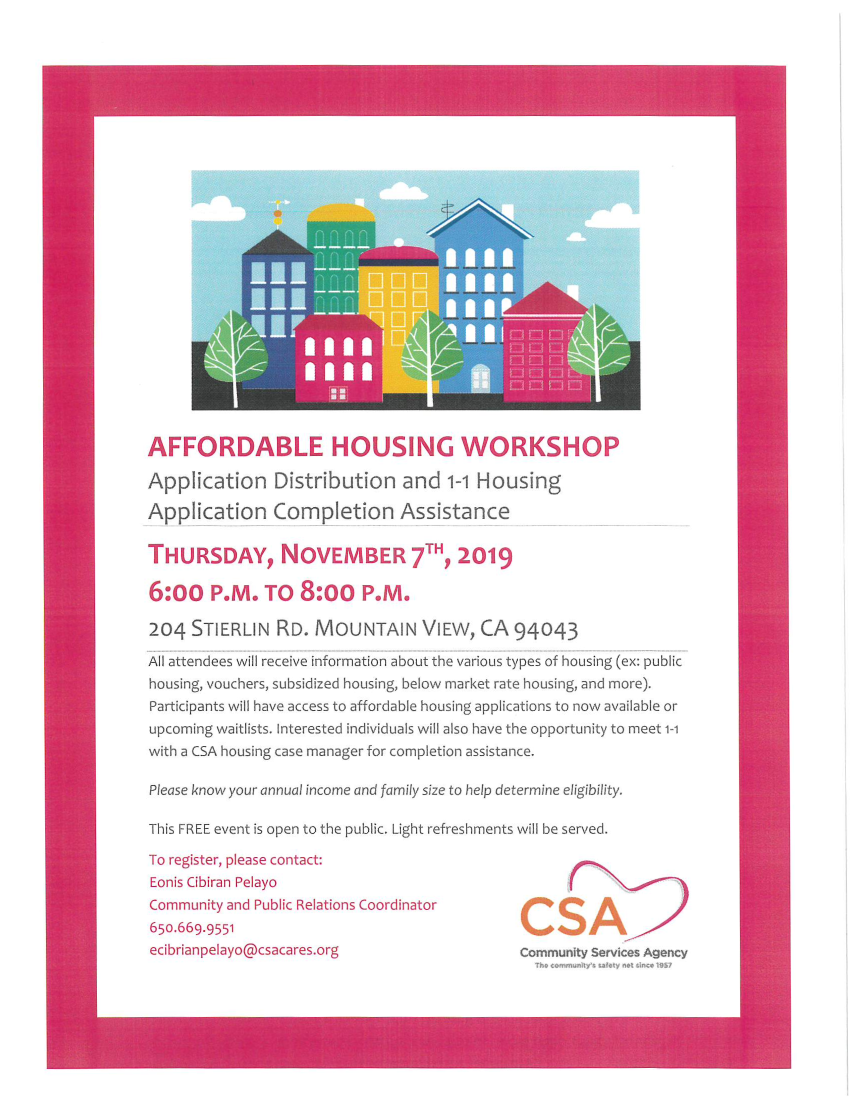 AFFORDABLE HOUSING WORKSHOP
Application Distribution and 1-1 Housing
Application Completion Assistance
THURSDAY, NOVEMBER 7TH, 2019
6:00 P.M. TO 8:00 P.M.
204 STIERLIN RD. MOUNTAIN VIEW, CA 94043
All attendees will receive information about the various types of housing (ex: public
housing, vouchers, subsidized housing, below market rate housing, and more).
Participants will have access to affordable housing applications to now available or
upcoming waitlists. Interested individuals will also have the opportunity to meet 1-1
with a CSA housing case manager for completion assistance.
Please know your annual income and family size to help determine eligibility.
This FREE event is open to the public. Light refreshments will be served.
To register, please contact:
Eonis Cibiran Pelayo
Community and Public Relations Coordinator
650.669.9551
ecibrianpelayo@csacares.org
CSA
Community Services Agency
The community's safety net since 1957